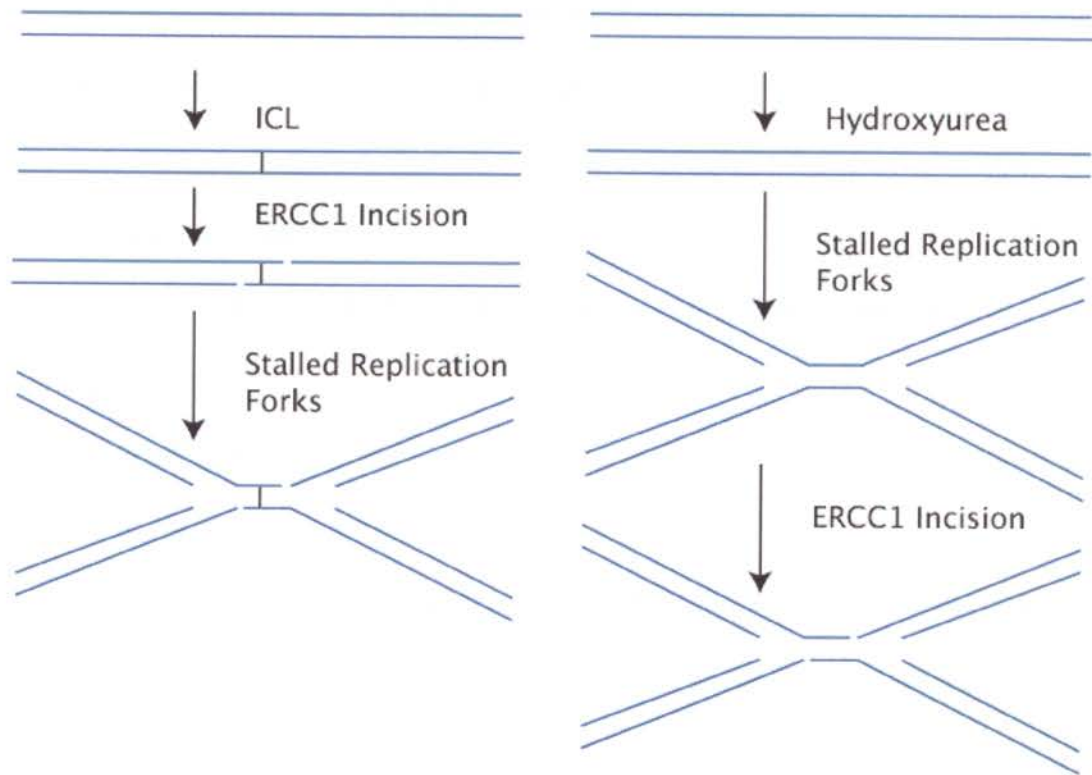 ICL
ERCC1 Incision
Stalled Replication
Forks
Hydroxyurea
Stalled Replication
Forks
ERCC1 Incision